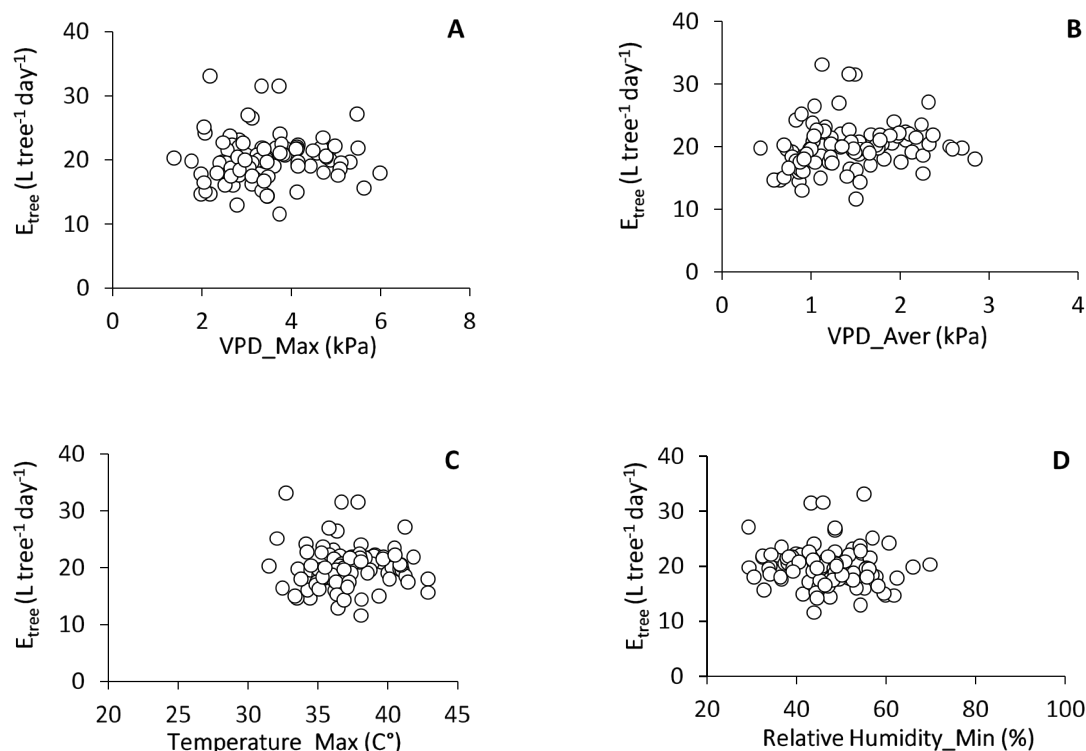 A
E_tree (L tree⁻¹ day⁻¹)
40
30
20
10
0
0 2 4 6 8
VPD_Max (kPa)
B
E_tree (L tree⁻¹ day⁻¹)
40
30
20
10
0
0 1 2 3 4
VPD_Aver (kPa)
C
E_tree (L tree⁻¹ day⁻¹)
40
30
20
10
0
20 25 30 35 40 45
Temperature_Max (C°)
D
E_tree (L tree⁻¹ day⁻¹)
40
30
20
10
0
20 40 60 80 100
Relative Humidity_Min (%)